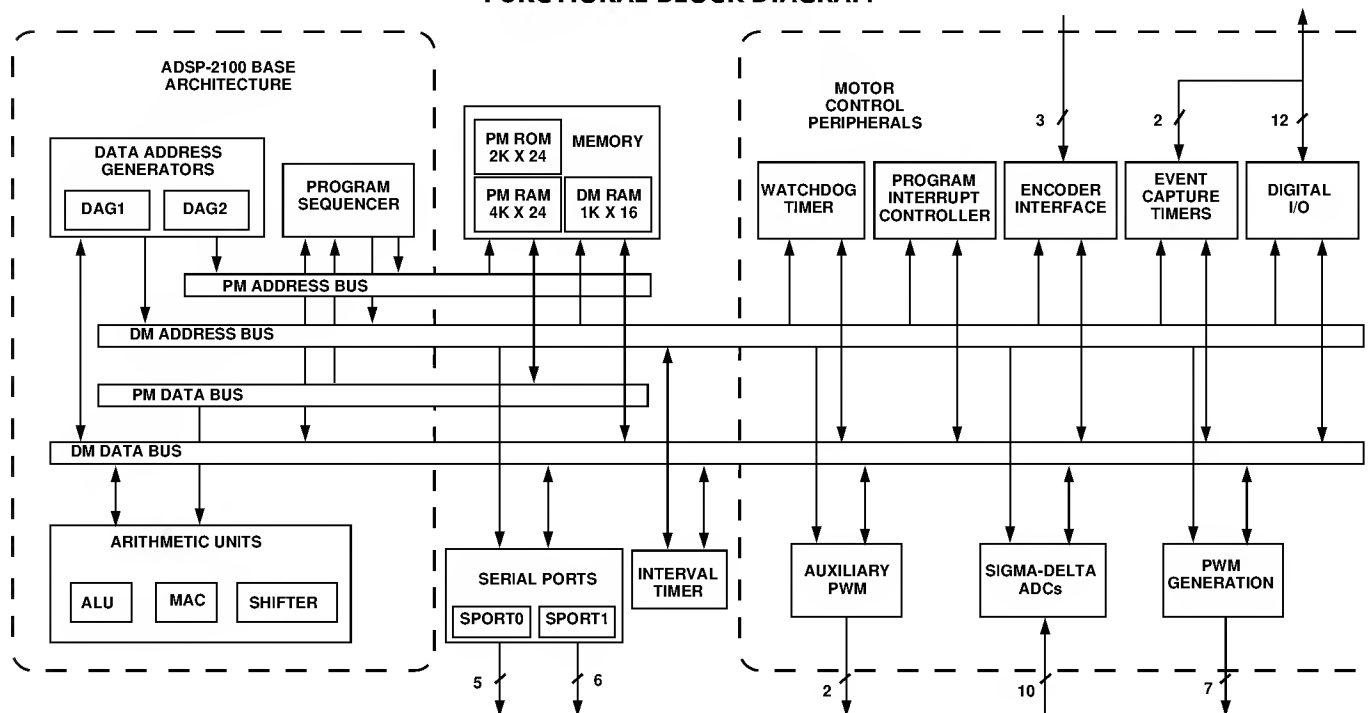 FUNCTIONAL BLOCK DIAGRAM
ADSP-2100 BASE
ARCHITECTURE
DATA ADDRESS
GENERATORS
DAG1
DAG2
PROGRAM
SEQUENCER
PM ROM
2K X 24
MEMORY
PM RAM
4K X 24
DM RAM
1K X 16
MOTOR
CONTROL
PERIPHERALS
3
2
12
WATCHDOG
TIMER
PROGRAM
INTERRUPT
CONTROLLER
ENCODER
INTERFACE
EVENT
CAPTURE
TIMERS
DIGITAL
I/O
PM ADDRESS BUS
DM ADDRESS BUS
PM DATA BUS
DM DATA BUS
ARITHMETIC UNITS
ALU
MAC
SHIFTER
SERIAL PORTS
SPORT0
SPORT1
INTERVAL
TIMER
AUXILIARY
PWM
SIGMA-DELTA
ADCs
PWM
GENERATION
5
6
2
10
7